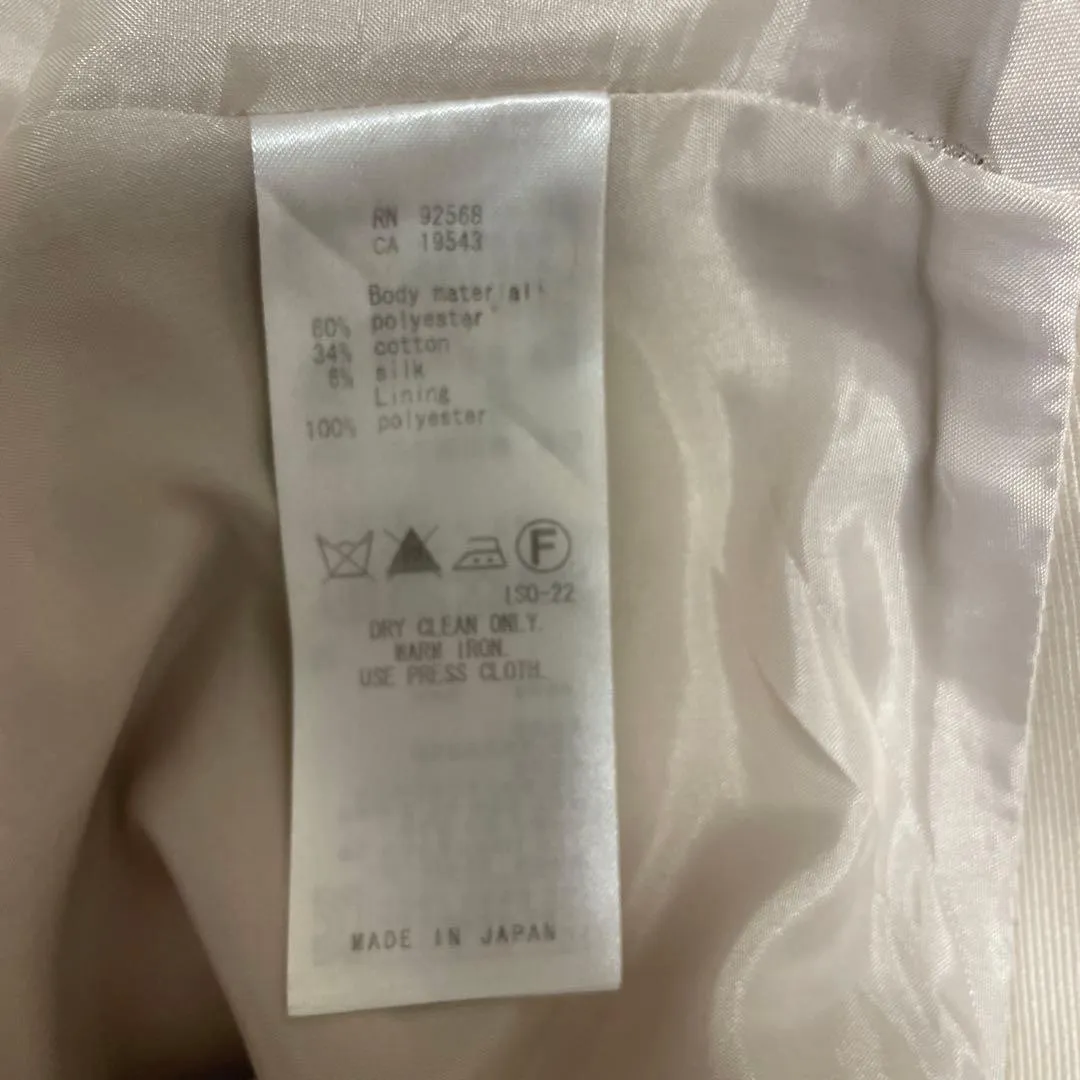 RN 92568
CA 19543
Body material
60% polyester
34% cotton
6% silk
Lining
100% polyester
F
ISO-22
DRY CLEAN ONLY.
WARM IRON.
USE PRESS CLOTH.
MADE IN JAPAN